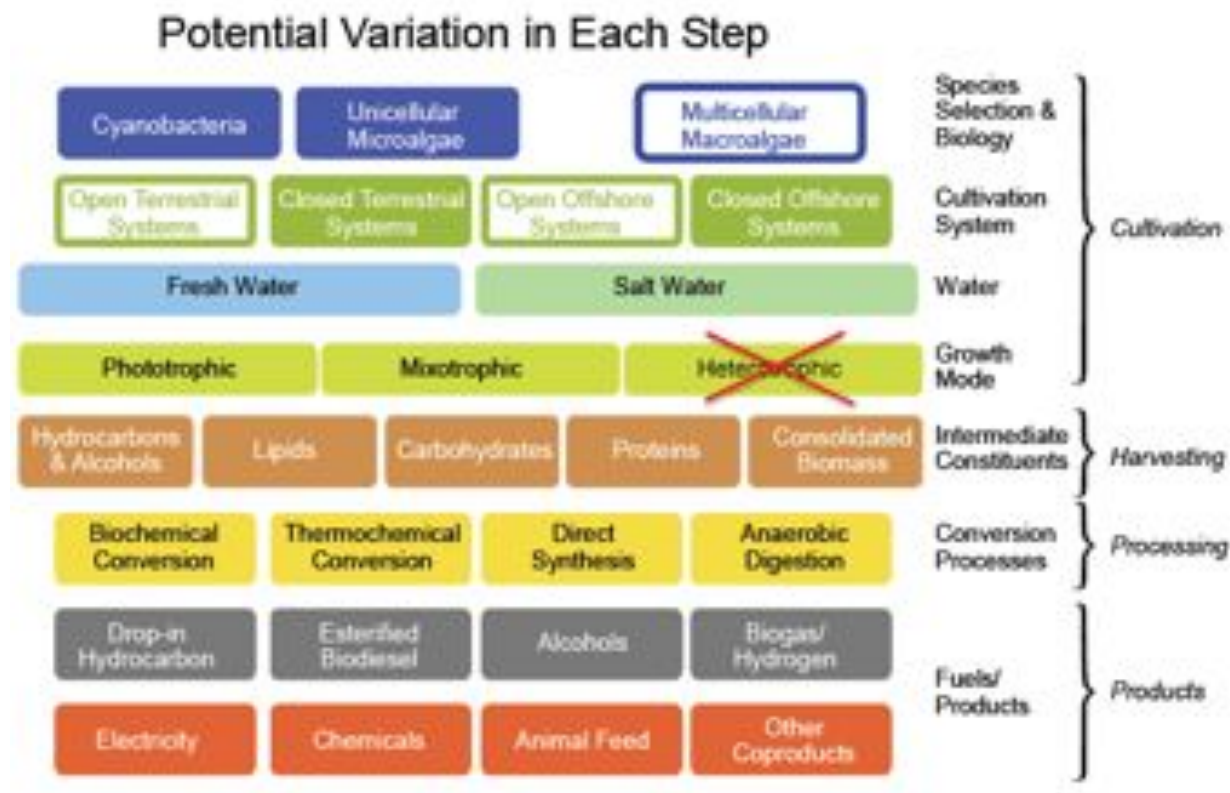 Potential Variation in Each Step
Cyanobacteria
Unicellular
Microalgae
Multicellular
Macroalgae
Species
Selection &
Biology
Open Terrestrial
Systems
Closed Terrestrial
Systems
Open Offshore
Systems
Closed Offshore
Systems
Cultivation
System
Cultivation
Fresh Water
Salt Water
Water
Phototrophic
Mixotrophic
Heterotrophic
Growth
Mode
Hydrocarbons
& Alcohols
Lipids
Carbohydrates
Proteins
Consolidated
Biomass
Intermediate
Constituents
Harvesting
Biochemical
Conversion
Thermochemical
Conversion
Direct
Synthesis
Anaerobic
Digestion
Conversion
Processes
Processing
Drop-in
Hydrocarbon
Esterified
Biodiesel
Alcohols
Biogas/
Hydrogen
Fuels/
Products
Products
Electricity
Chemicals
Animal Feed
Other
Coproducts